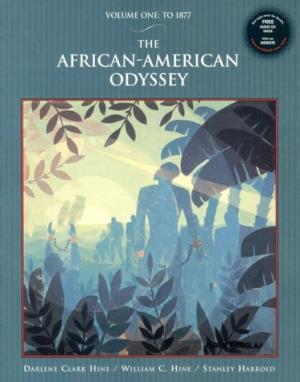 VOLUME ONE: TO 1877
FREE
THE
AFRICAN-AMERICAN
ODYSSEY
DARLENE CLARK HINE / WILLIAM C. HINE / STANLEY HARROLD